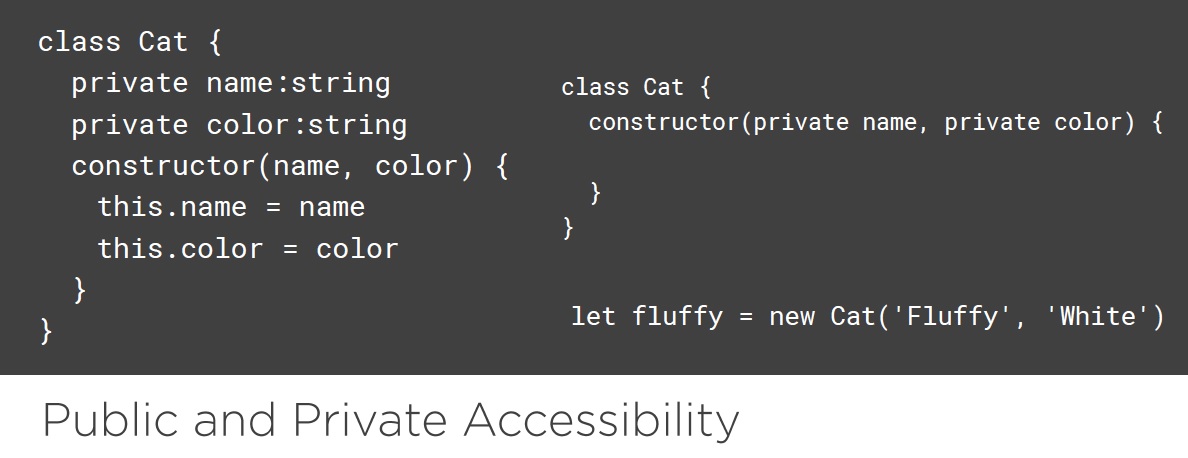 class Cat {
  private name:string
  private color:string
  constructor(name, color) {
    this.name = name
    this.color = color
  }
}
class Cat {
  constructor(private name, private color) {
  }
}
let fluffy = new Cat('Fluffy', 'White')
Public and Private Accessibility